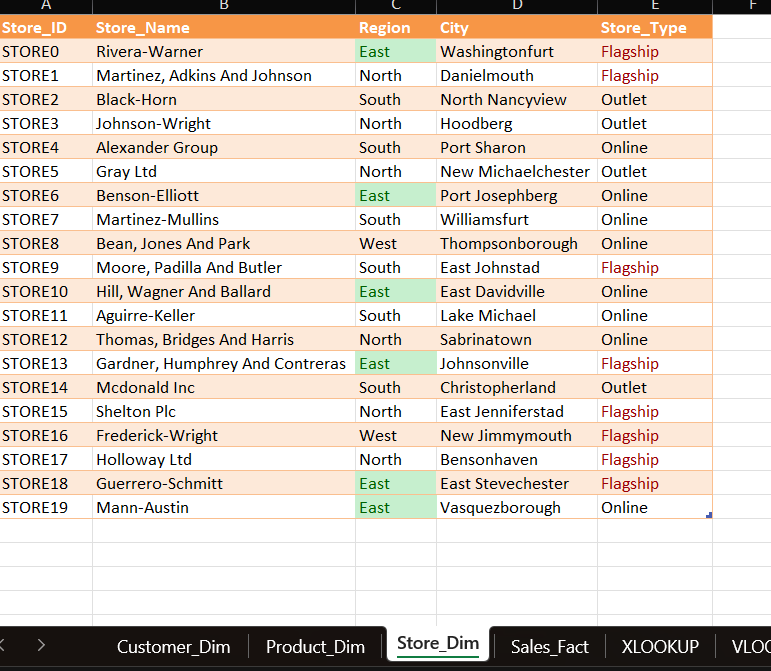 A B C D E F
Store_ID Store_Name Region City Store_Type
STORE0 Rivera-Warner East Washingtonfurt Flagship
STORE1 Martinez, Adkins And Johnson North Danielmouth Flagship
STORE2 Black-Horn South North Nancyview Outlet
STORE3 Johnson-Wright North Hoodberg Outlet
STORE4 Alexander Group South Port Sharon Online
STORE5 Gray Ltd North New Michaelchester Outlet
STORE6 Benson-Elliott East Port Josephberg Online
STORE7 Martinez-Mullins South Williamsfurt Online
STORE8 Bean, Jones And Park West Thompsonborough Online
STORE9 Moore, Padilla And Butler South East Johnstad Flagship
STORE10 Hill, Wagner And Ballard East East Davidville Online
STORE11 Aguirre-Keller South Lake Michael Online
STORE12 Thomas, Bridges And Harris North Sabrinatown Online
STORE13 Gardner, Humphrey And Contreras East Johnsonville Flagship
STORE14 Mcdonald Inc South Christopherland Outlet
STORE15 Shelton Plc North East Jenniferstad Flagship
STORE16 Frederick-Wright West New Jimmymouth Flagship
STORE17 Holloway Ltd North Bensonhaven Flagship
STORE18 Guerrero-Schmitt East East Stevechester Flagship
STORE19 Mann-Austin East Vasquezborough Online
Customer_Dim Product_Dim Store_Dim Sales_Fact XLOOKUP